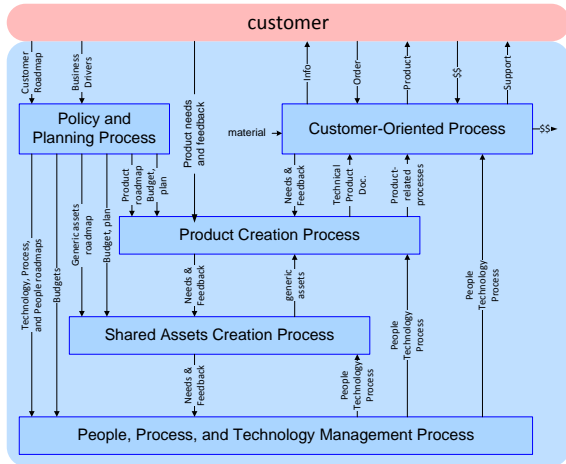 customer
Customer
Roadmap
Business
Drivers
Product needs
and feedback
Info
Order
Product
$$
Support
Policy and
Planning Process
material
Customer-Oriented Process
$$
Technology, Process,
and People roadmaps
Budgets
Generic assets
roadmap
Budget, plan
Product
roadmap
Budget,
plan
Needs &
Feedback
Technical
Product
Doc.
Product-
related
processes
Product Creation Process
Needs &
Feedback
generic
assets
People
Technology
Process
People
Technology
Process
Shared Assets Creation Process
Needs &
Feedback
People
Technology
Process
People, Process, and Technology Management Process